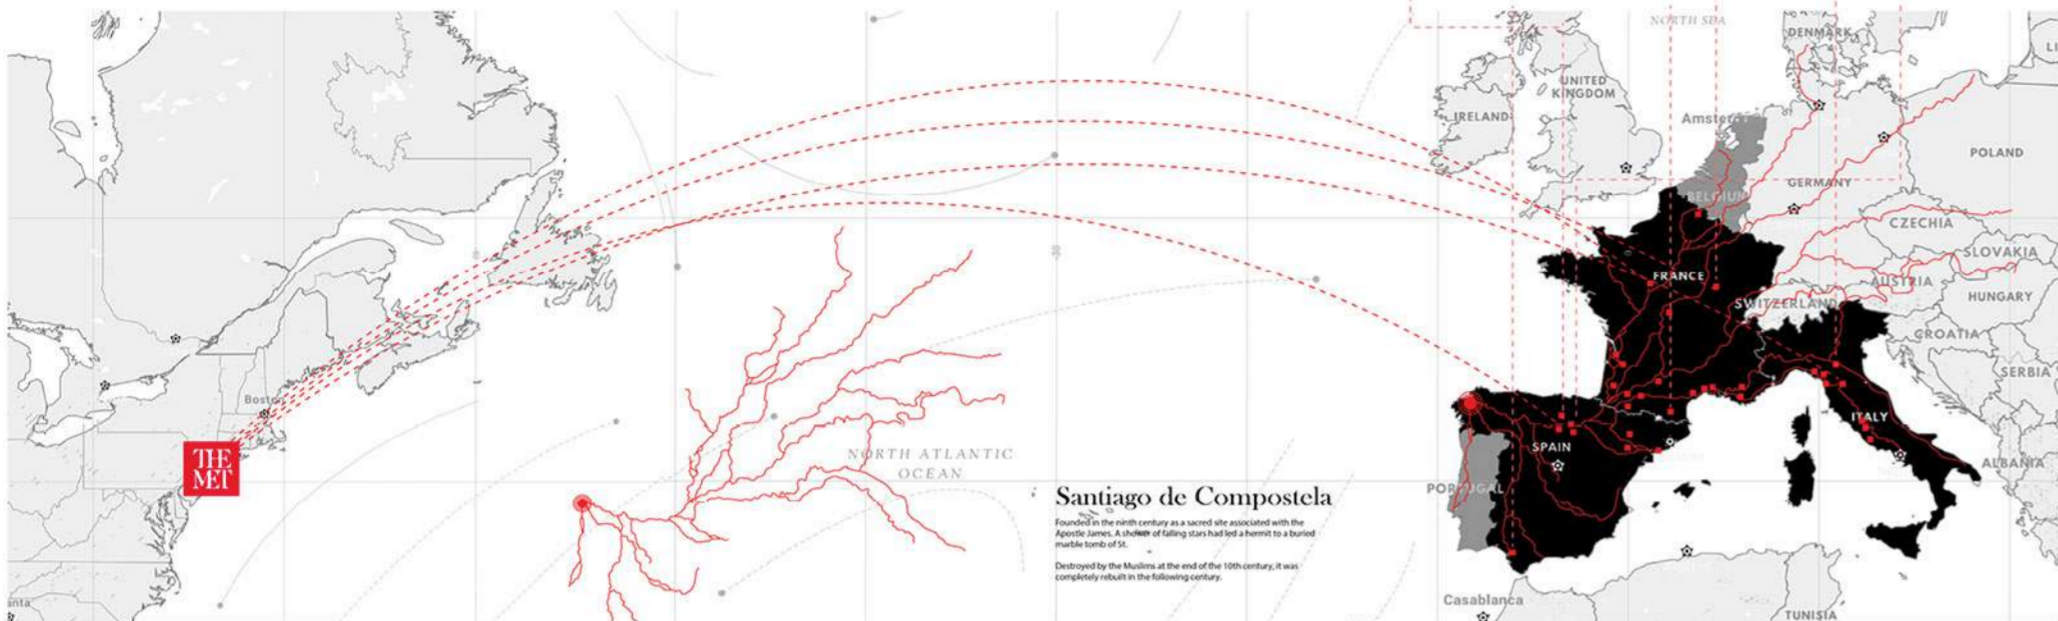 NORTH SEA
DENMARK
UNITED
KINGDOM
IRELAND
POLAND
GERMANY
BELGIUM
CZECHIA
SLOVAKIA
FRANCE
AUSTRIA
SWITZERLAND
HUNGARY
CROATIA
SERBIA
Boston
ITALY
THE
MET
NORTH ATLANTIC
OCEAN
SPAIN
ALBANIA
PORTUGAL
Santiago de Compostela
Founded in the ninth century as a sacred site associated with the
Apostle James. A shower of falling stars had led a hermit to a buried
marble tomb of St.
Destroyed by the Muslims at the end of the 10th century, it was
completely rebuilt in the following century.
Casablanca
TUNISIA